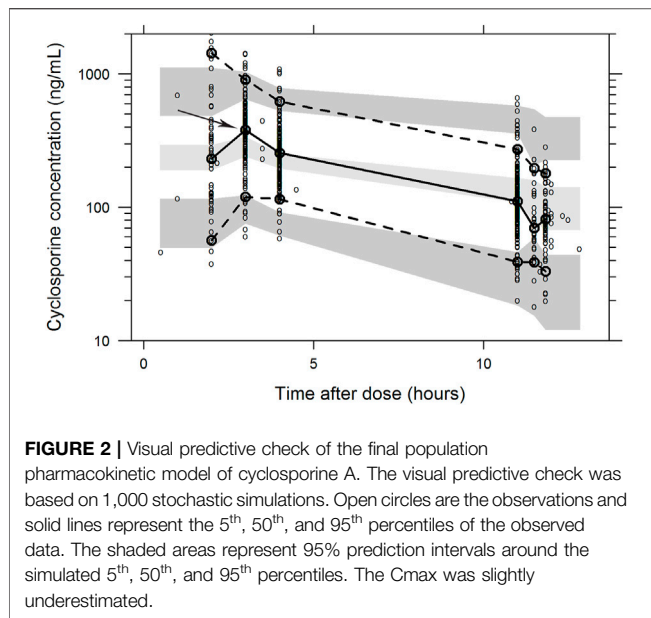 Cyclosporine concentration (ng/mL)
1000
100
10
0
5
10
Time after dose (hours)
FIGURE 2 | Visual predictive check of the final population
pharmacokinetic model of cyclosporine A. The visual predictive check was
based on 1,000 stochastic simulations. Open circles are the observations and
solid lines represent the 5th, 50th, and 95th percentiles of the observed
data. The shaded areas represent 95% prediction intervals around the
simulated 5th, 50th, and 95th percentiles. The Cmax was slightly
underestimated.